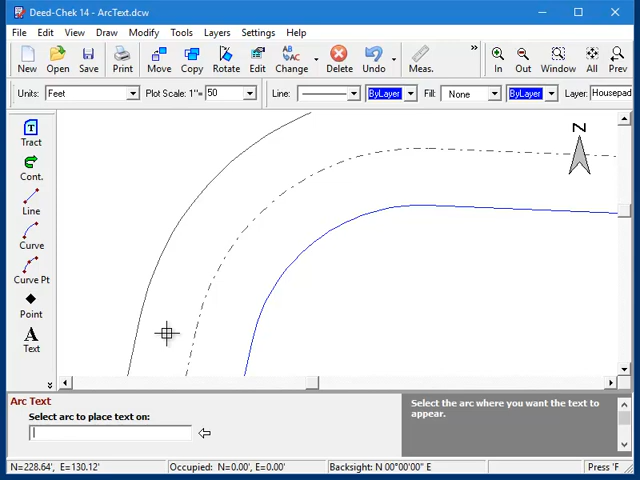 Deed-Chek 14 - ArcText.dcw
File Edit View Draw Modify Tools Layers Settings Help
New Open Save Print Move Copy Rotate Edit Change Delete Undo Meas. » In Out Window All Prev
Units: Feet Plot Scale: 1"= 50 Line: ByLayer Fill: None ByLayer Layer: Housepad
Tract
Cont.
Line
Curve
Curve Pt
Point
Text
N
Arc Text
Select arc to place text on:
Select the arc where you want the text to
appear.
N=228.64', E=130.12' Occupied: N=0.00', E=0.00' Backsight: N 00°00'00" E Press 'F